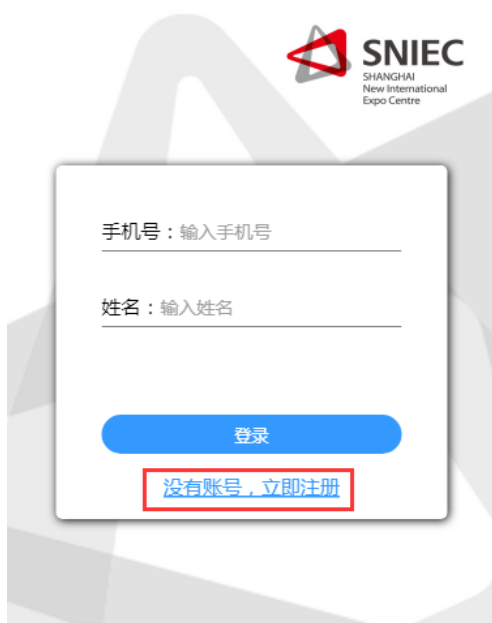 SNIEC
SHANGHAI
New International
Expo Centre
手机号：输入手机号
姓名：输入姓名
登录
没有账号，立即注册